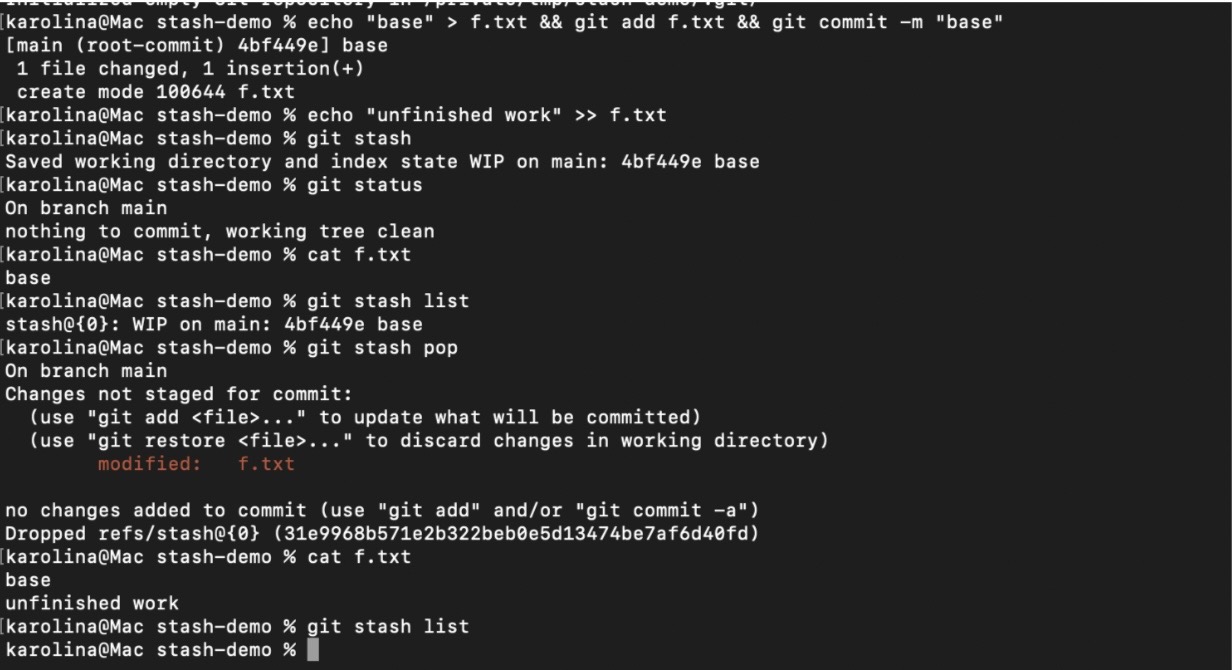 [karolina@Mac stash-demo % echo "base" > f.txt && git add f.txt && git commit -m "base"
[main (root-commit) 4bf449e] base
 1 file changed, 1 insertion(+)
 create mode 100644 f.txt
[karolina@Mac stash-demo % echo "unfinished work" >> f.txt
[karolina@Mac stash-demo % git stash
Saved working directory and index state WIP on main: 4bf449e base
[karolina@Mac stash-demo % git status
On branch main
nothing to commit, working tree clean
[karolina@Mac stash-demo % cat f.txt
base
[karolina@Mac stash-demo % git stash list
stash@{0}: WIP on main: 4bf449e base
[karolina@Mac stash-demo % git stash pop
On branch main
Changes not staged for commit:
  (use "git add <file>..." to update what will be committed)
  (use "git restore <file>..." to discard changes in working directory)
        modified:   f.txt

no changes added to commit (use "git add" and/or "git commit -a")
Dropped refs/stash@{0} (31e9968b571e2b322beb0e5d13474be7af6d40fd)
[karolina@Mac stash-demo % cat f.txt
base
unfinished work
[karolina@Mac stash-demo % git stash list
karolina@Mac stash-demo %